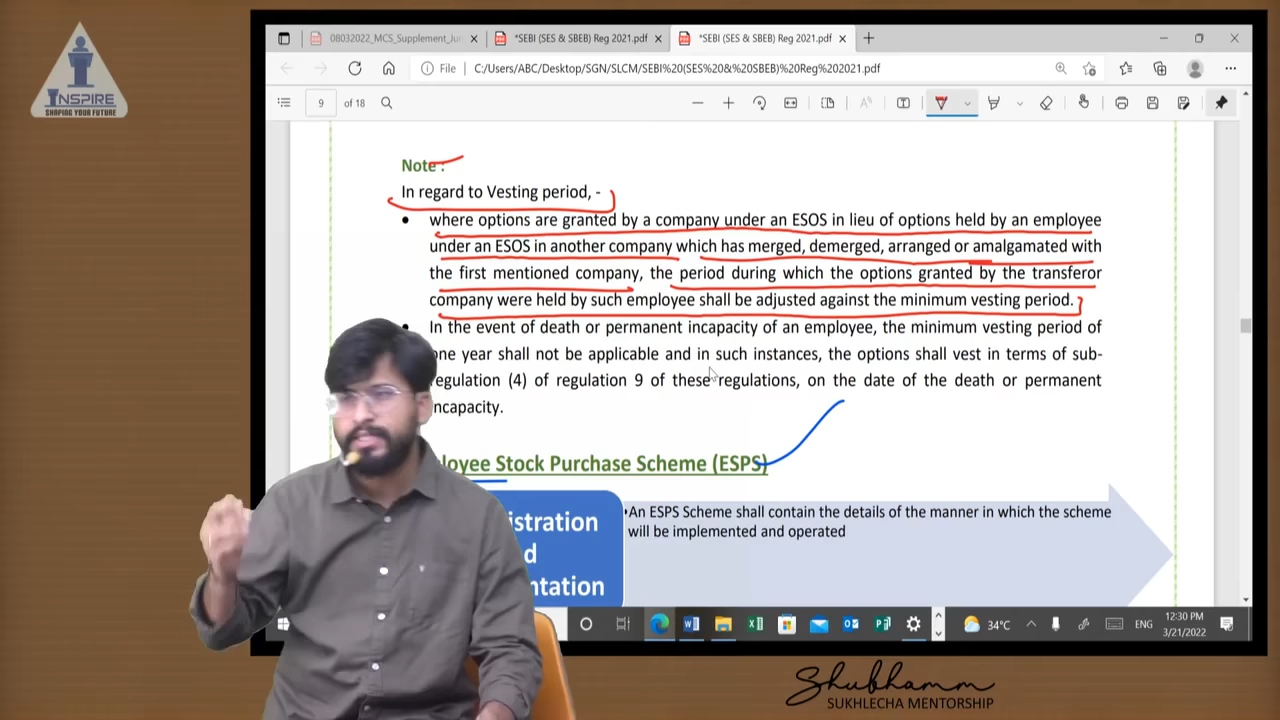 08032022_MCS_Supplement_Ju
*SEBI (SES & SBEB) Reg 2021.pdf
*SEBI (SES & SBEB) Reg 2021.pdf
File
C:/Users/ABC/Desktop/SGN/SLCM/SEBI%20(SES%20&%20SBEB)%20Reg%202021.pdf
9 of 18
INSPIRE
SHAPING YOUR FUTURE
Note :
In regard to Vesting period, -
• where options are granted by a company under an ESOS in lieu of options held by an employee
under an ESOS in another company which has merged, demerged, arranged or amalgamated with
the first mentioned company, the period during which the options granted by the transferor
company were held by such employee shall be adjusted against the minimum vesting period.
• In the event of death or permanent incapacity of an employee, the minimum vesting period of
one year shall not be applicable and in such instances, the options shall vest in terms of sub-
regulation (4) of regulation 9 of these regulations, on the date of the death or permanent
ncapacity.
loyee Stock Purchase Scheme (ESPS)
istration
d
ntation
•An ESPS Scheme shall contain the details of the manner in which the scheme
will be implemented and operated
34°C
ENG
12:30 PM
3/21/2022
Shubhamm
SUKHLECHA MENTORSHIP